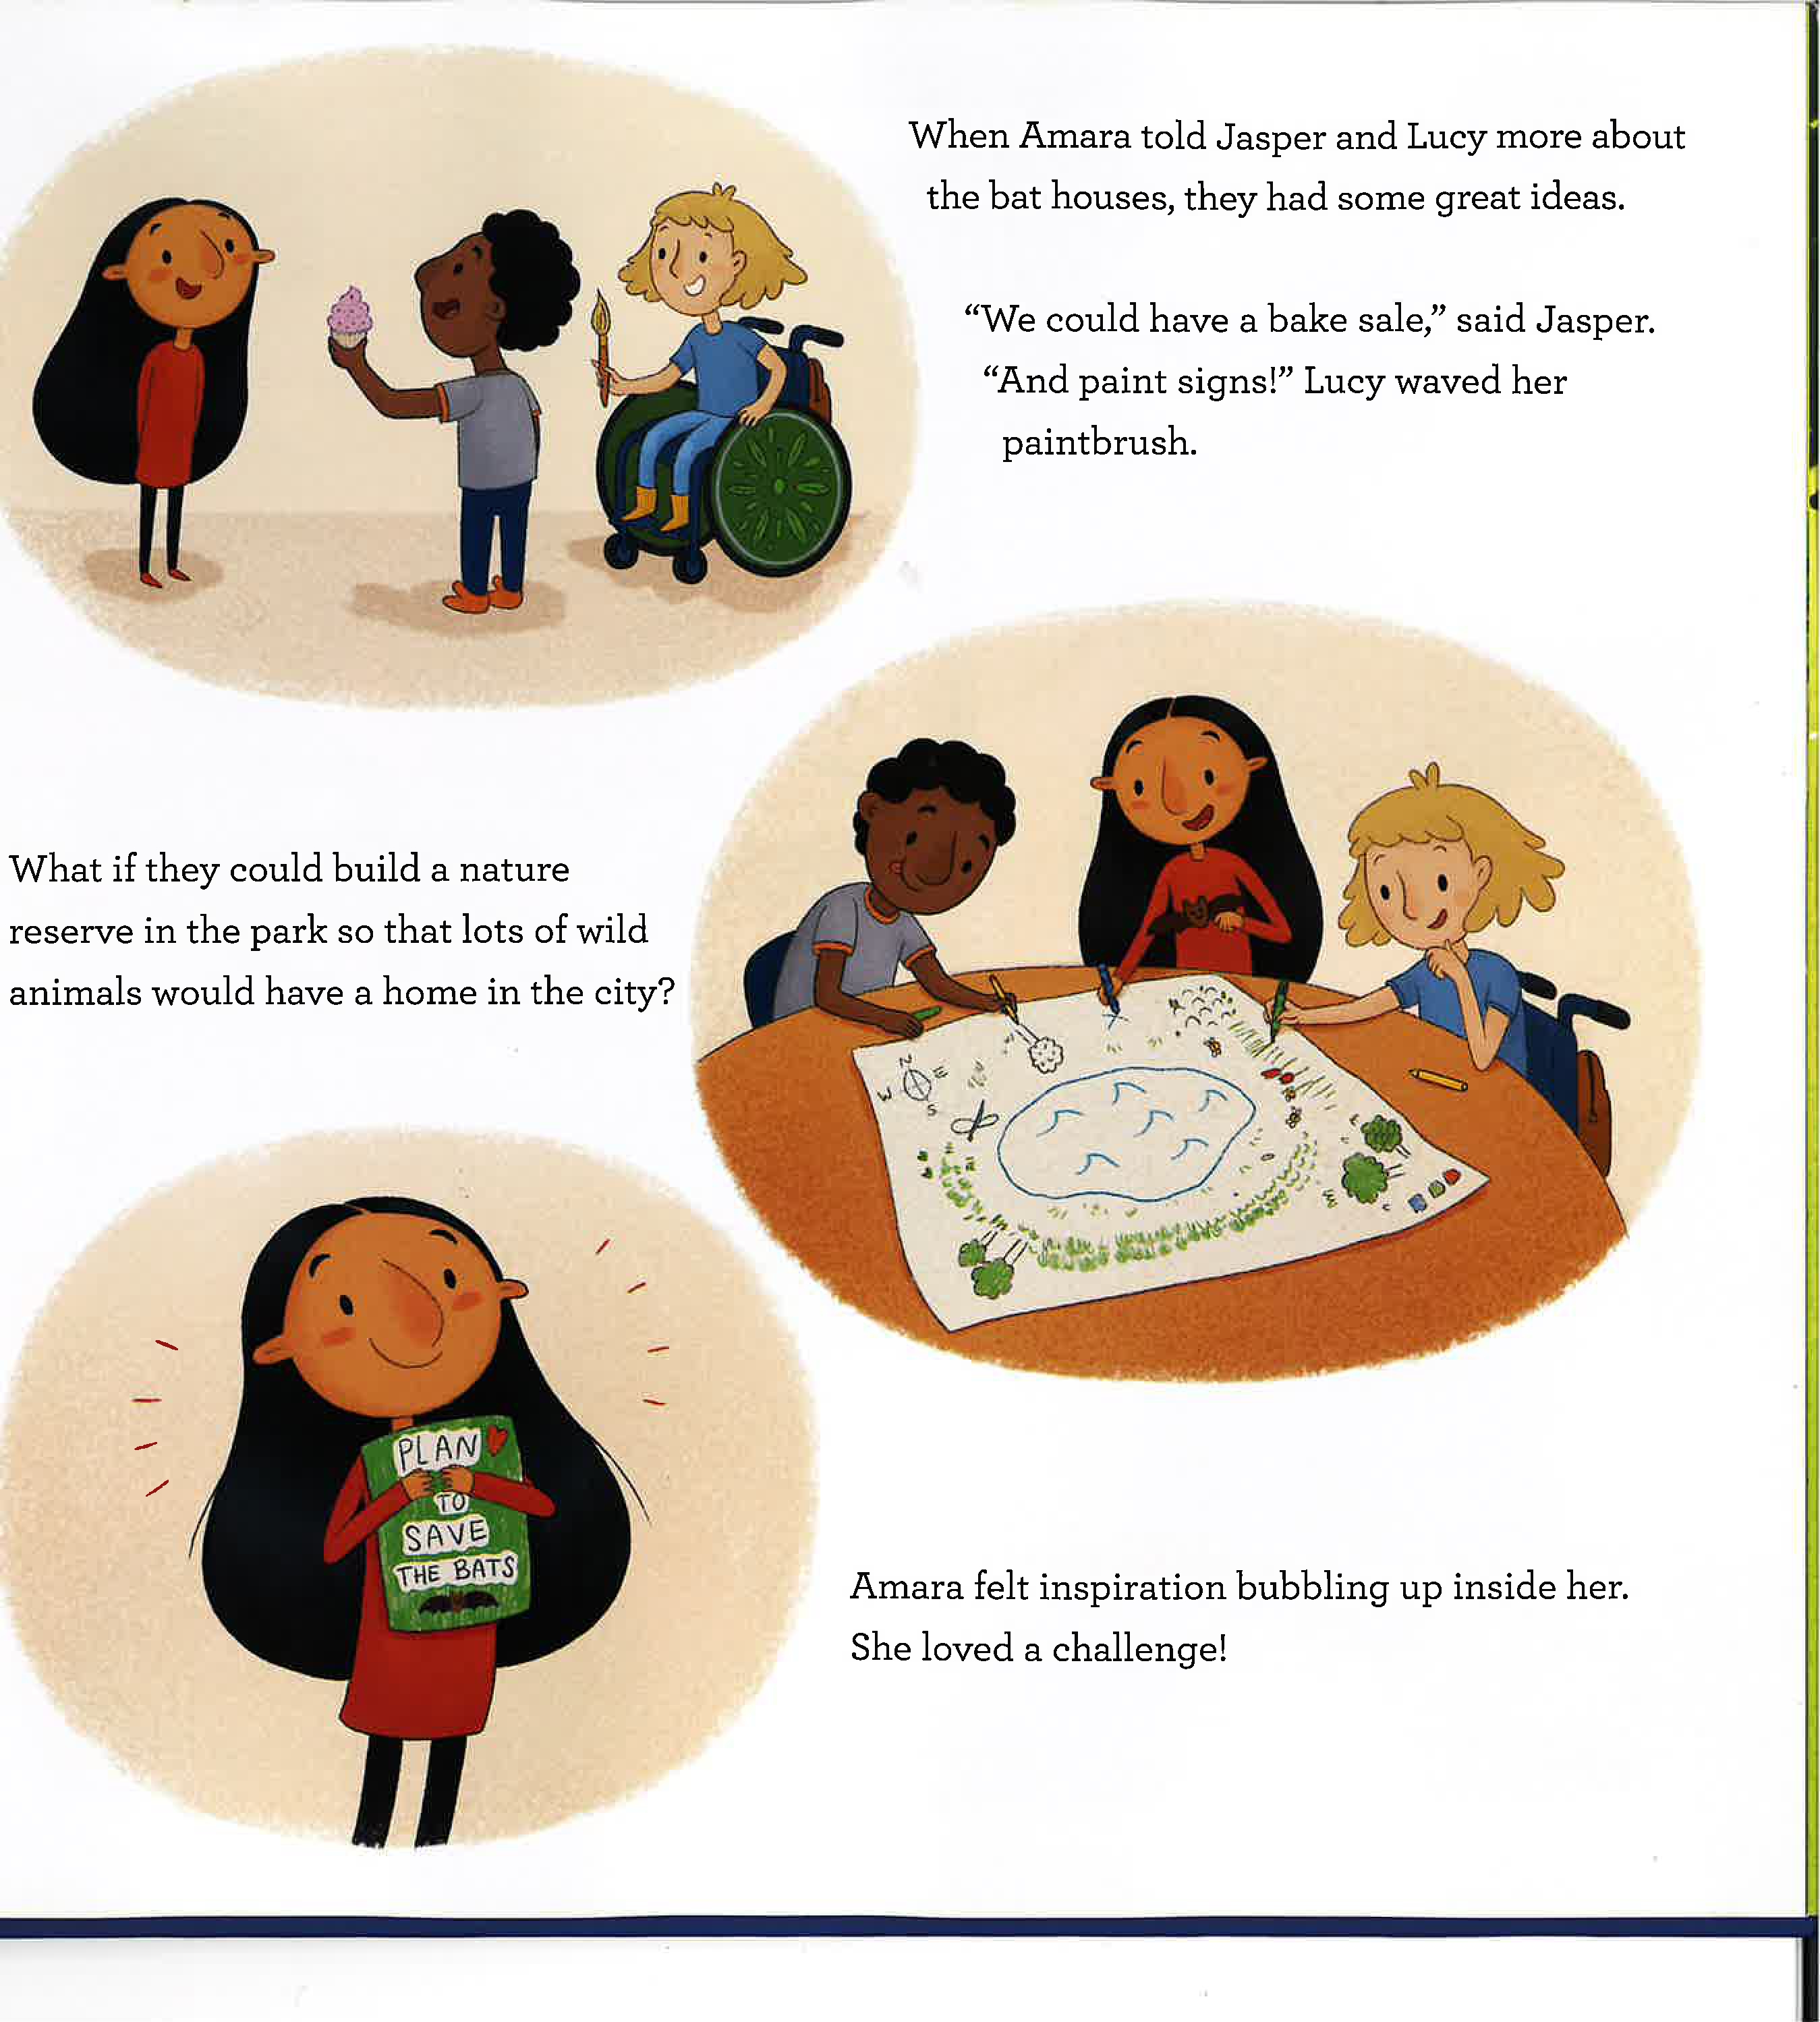 When Amara told Jasper and Lucy more about
the bat houses, they had some great ideas.
“We could have a bake sale,” said Jasper.
“And paint signs!” Lucy waved her
paintbrush.
What if they could build a nature
reserve in the park so that lots of wild
animals would have a home in the city?
N
W E
S
PLAN
TO
SAVE
THE BATS
Amara felt inspiration bubbling up inside her.
She loved a challenge!